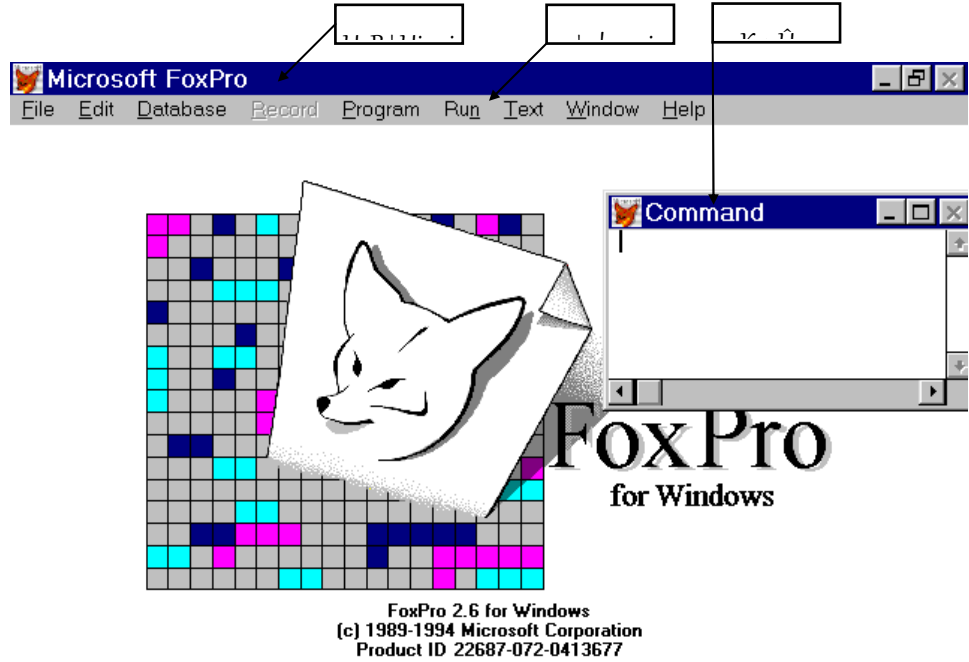 Microsoft FoxPro
File Edit Database Record Program Run Text Window Help
Command
FoxPro
for Windows
FoxPro 2.6 for Windows
(c) 1989-1994 Microsoft Corporation
Product ID 22687-072-0413677